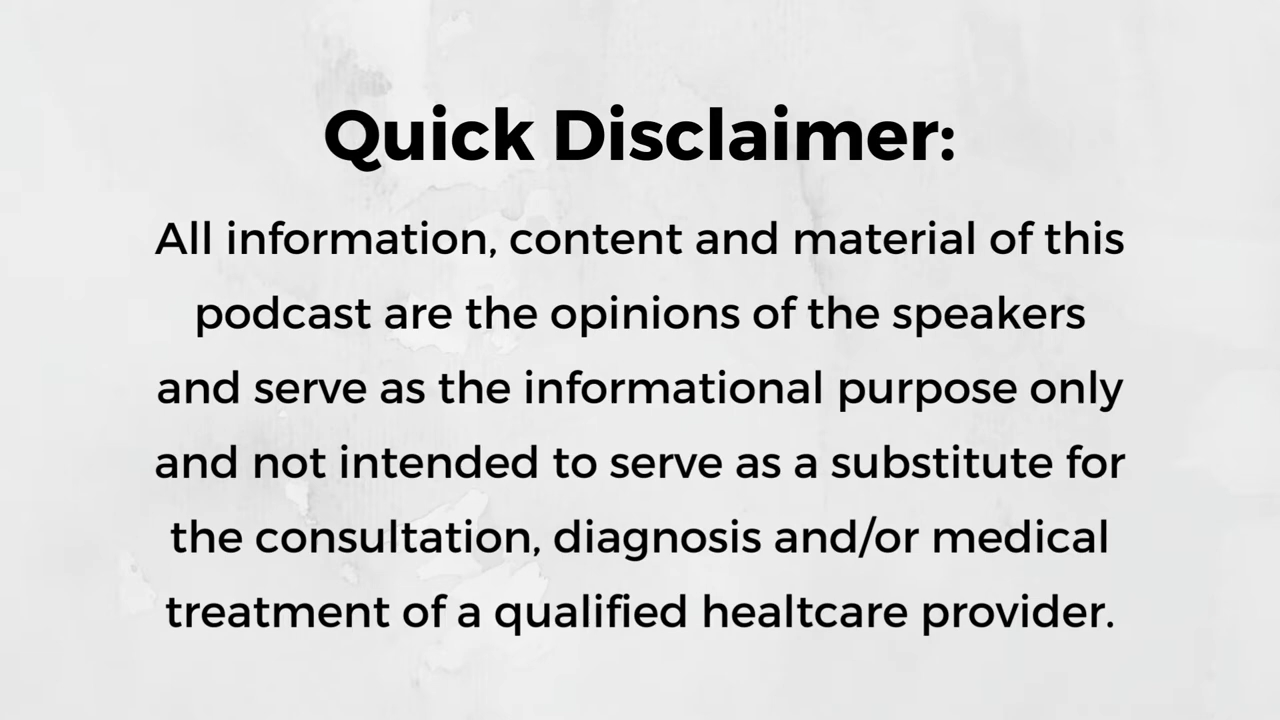 Quick Disclaimer:
All information, content and material of this
podcast are the opinions of the speakers
and serve as the informational purpose only
and not intended to serve as a substitute for
the consultation, diagnosis and/or medical
treatment of a qualified healtcare provider.